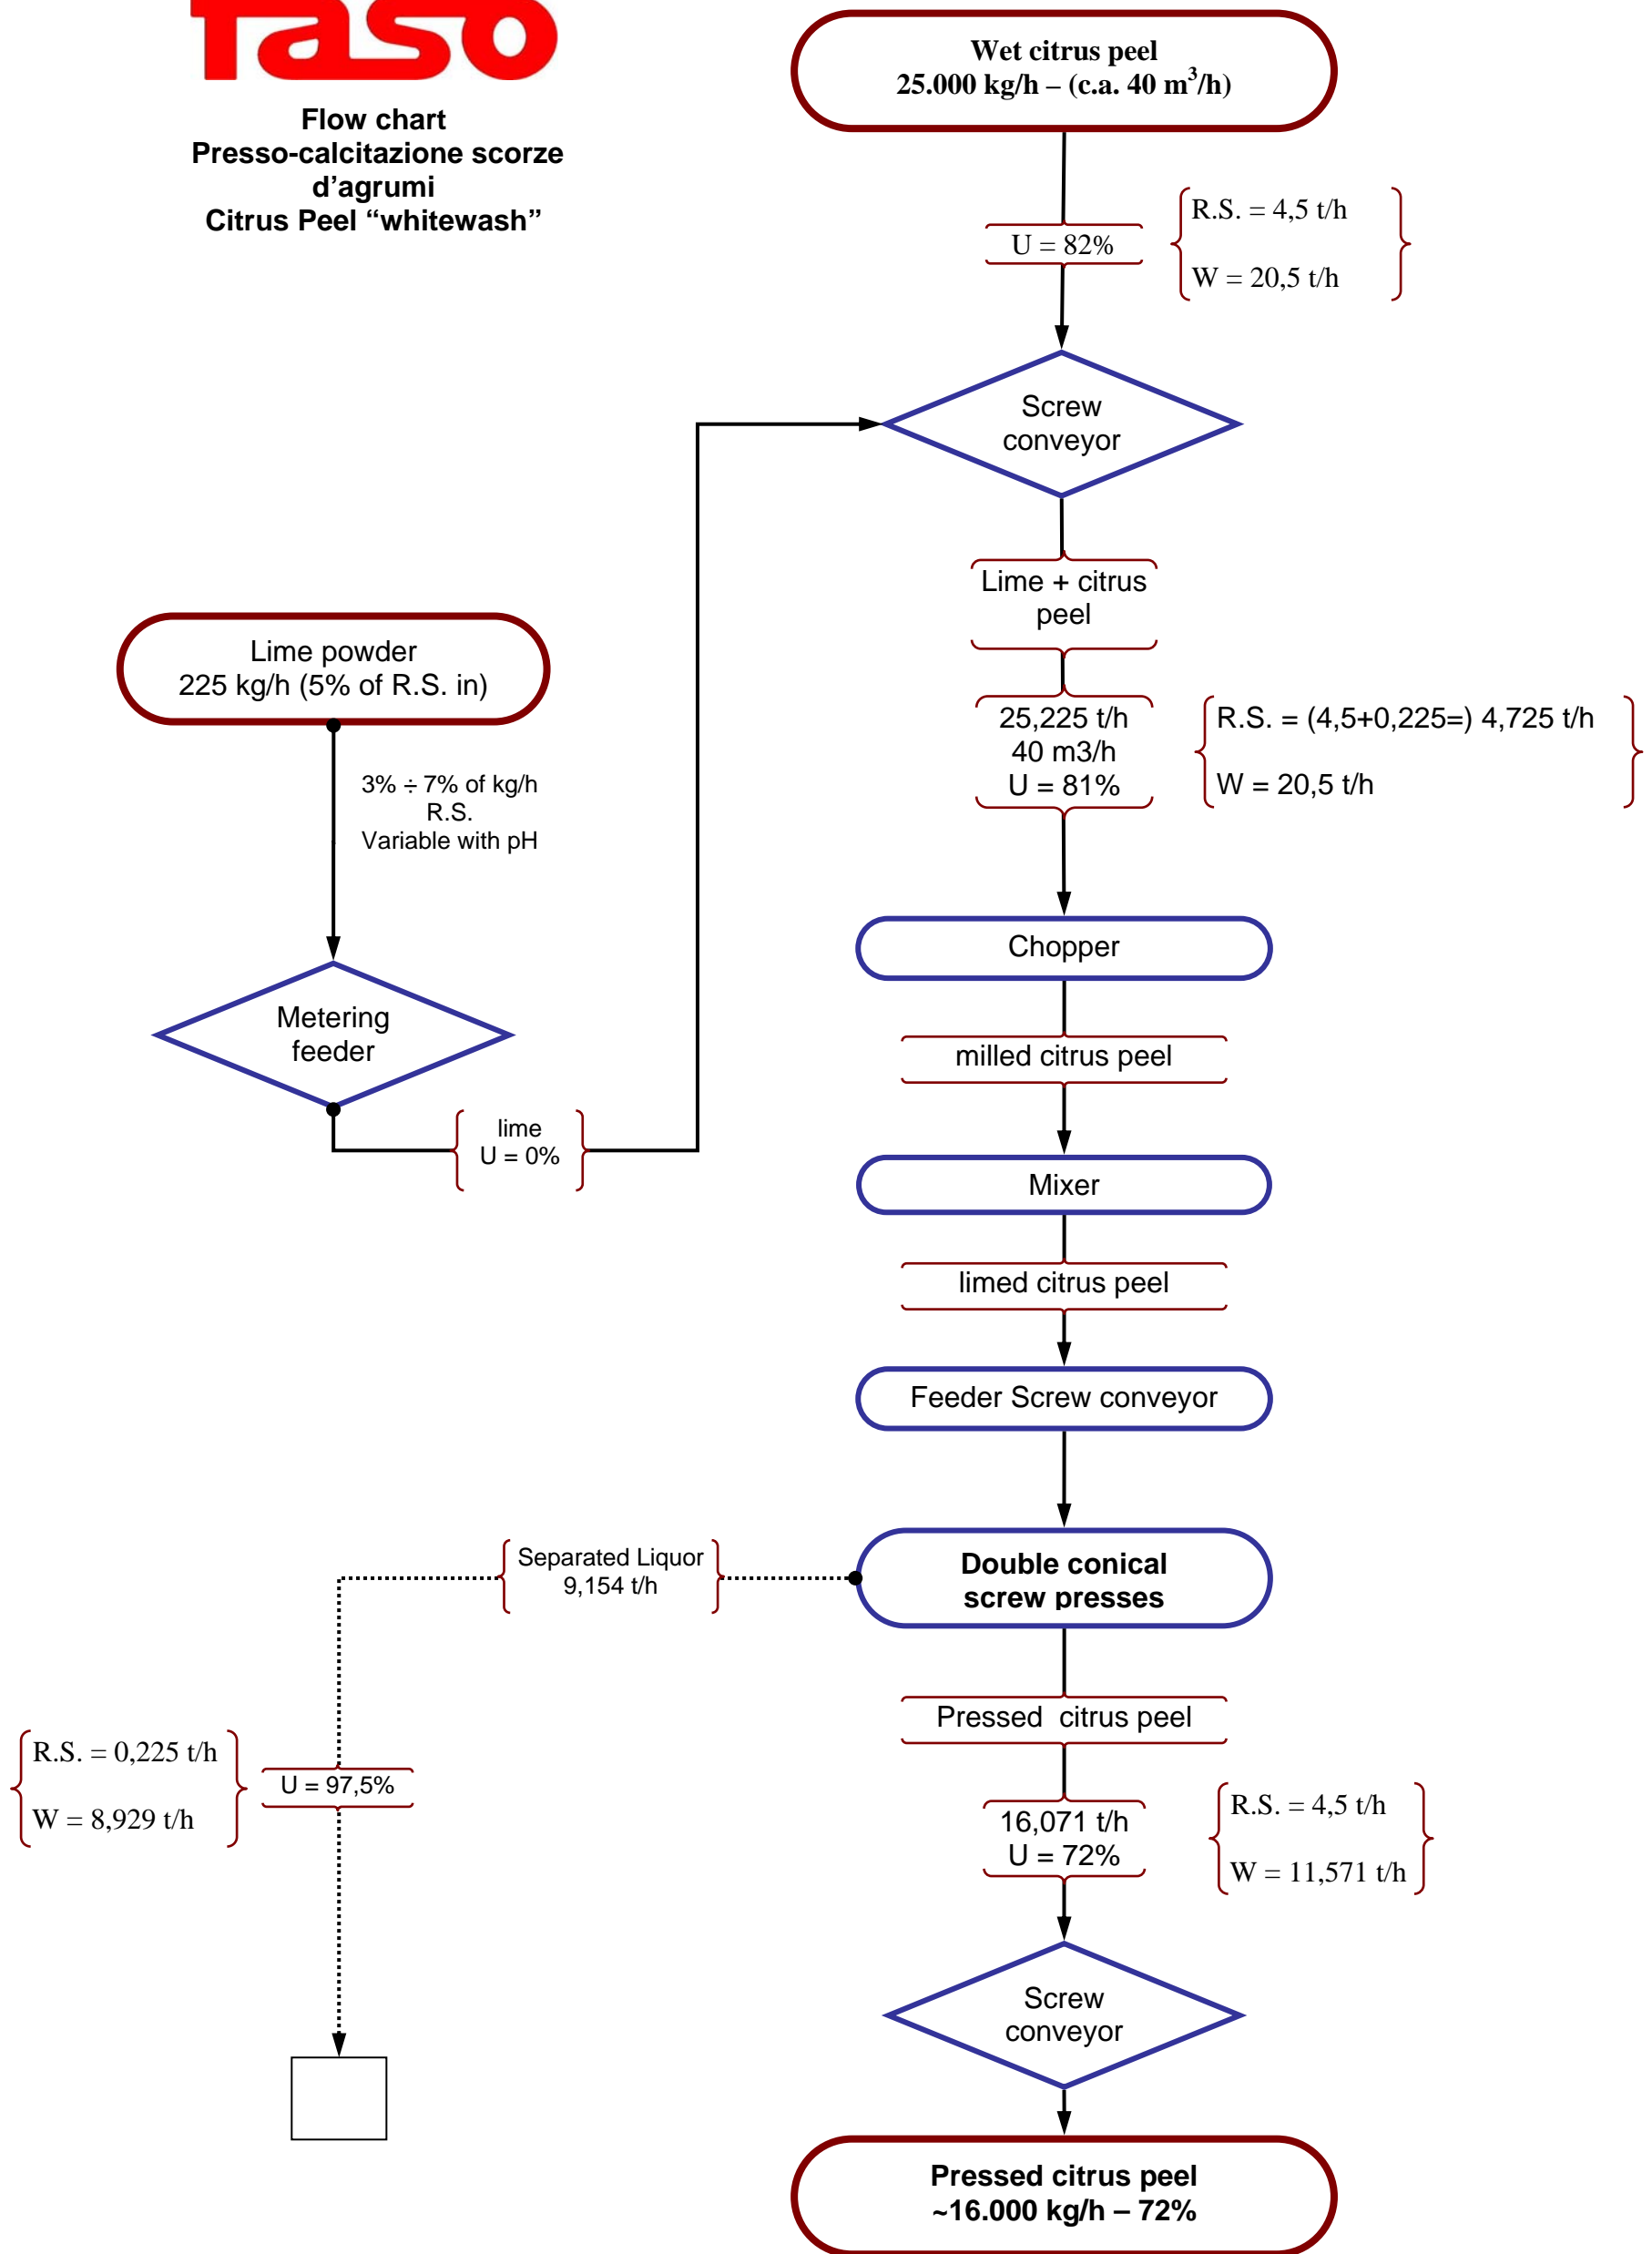 Faso
Flow chart
Presso-calcitazione scorze
d'agrumi
Citrus Peel “whitewash”
Wet citrus peel
25.000 kg/h – (c.a. 40 m³/h)
U = 82%
R.S. = 4,5 t/h
W = 20,5 t/h
Screw
conveyor
Lime + citrus
peel
Lime powder
225 kg/h (5% of R.S. in)
25,225 t/h
40 m3/h
U = 81%
R.S. = (4,5+0,225=) 4,725 t/h
W = 20,5 t/h
3% ÷ 7% of kg/h
R.S.
Variable with pH
Chopper
Metering
feeder
milled citrus peel
lime
U = 0%
Mixer
limed citrus peel
Feeder Screw conveyor
Separated Liquor
9,154 t/h
Double conical
screw presses
Pressed  citrus peel
R.S. = 0,225 t/h
W = 8,929 t/h
U = 97,5%
16,071 t/h
U = 72%
R.S. = 4,5 t/h
W = 11,571 t/h
Screw
conveyor
Pressed citrus peel
~16.000 kg/h – 72%